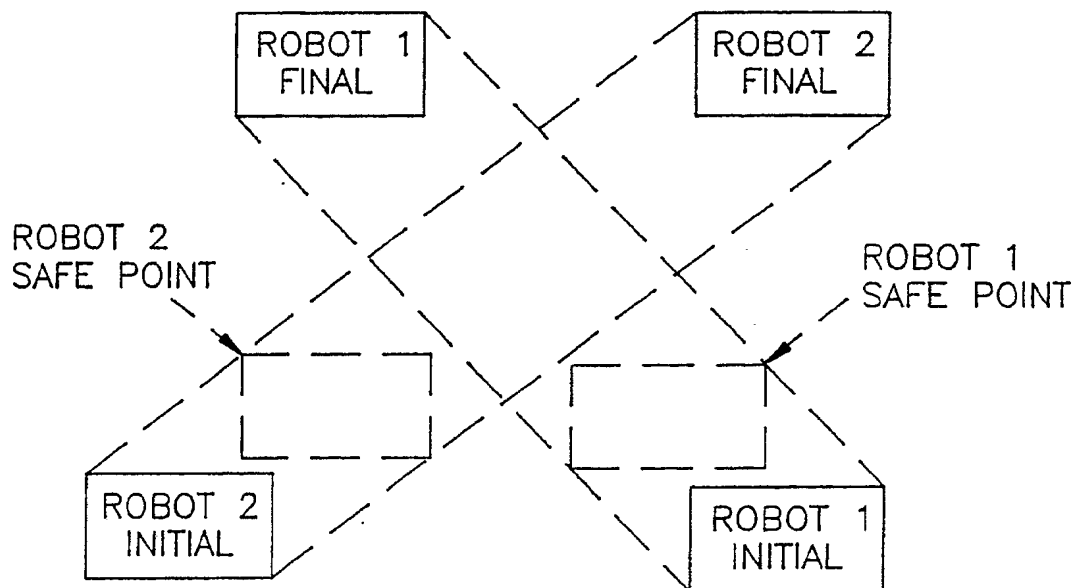 ROBOT 1
FINAL
ROBOT 2
FINAL
ROBOT 2
SAFE POINT
ROBOT 1
SAFE POINT
ROBOT 2
INITIAL
ROBOT 1
INITIAL